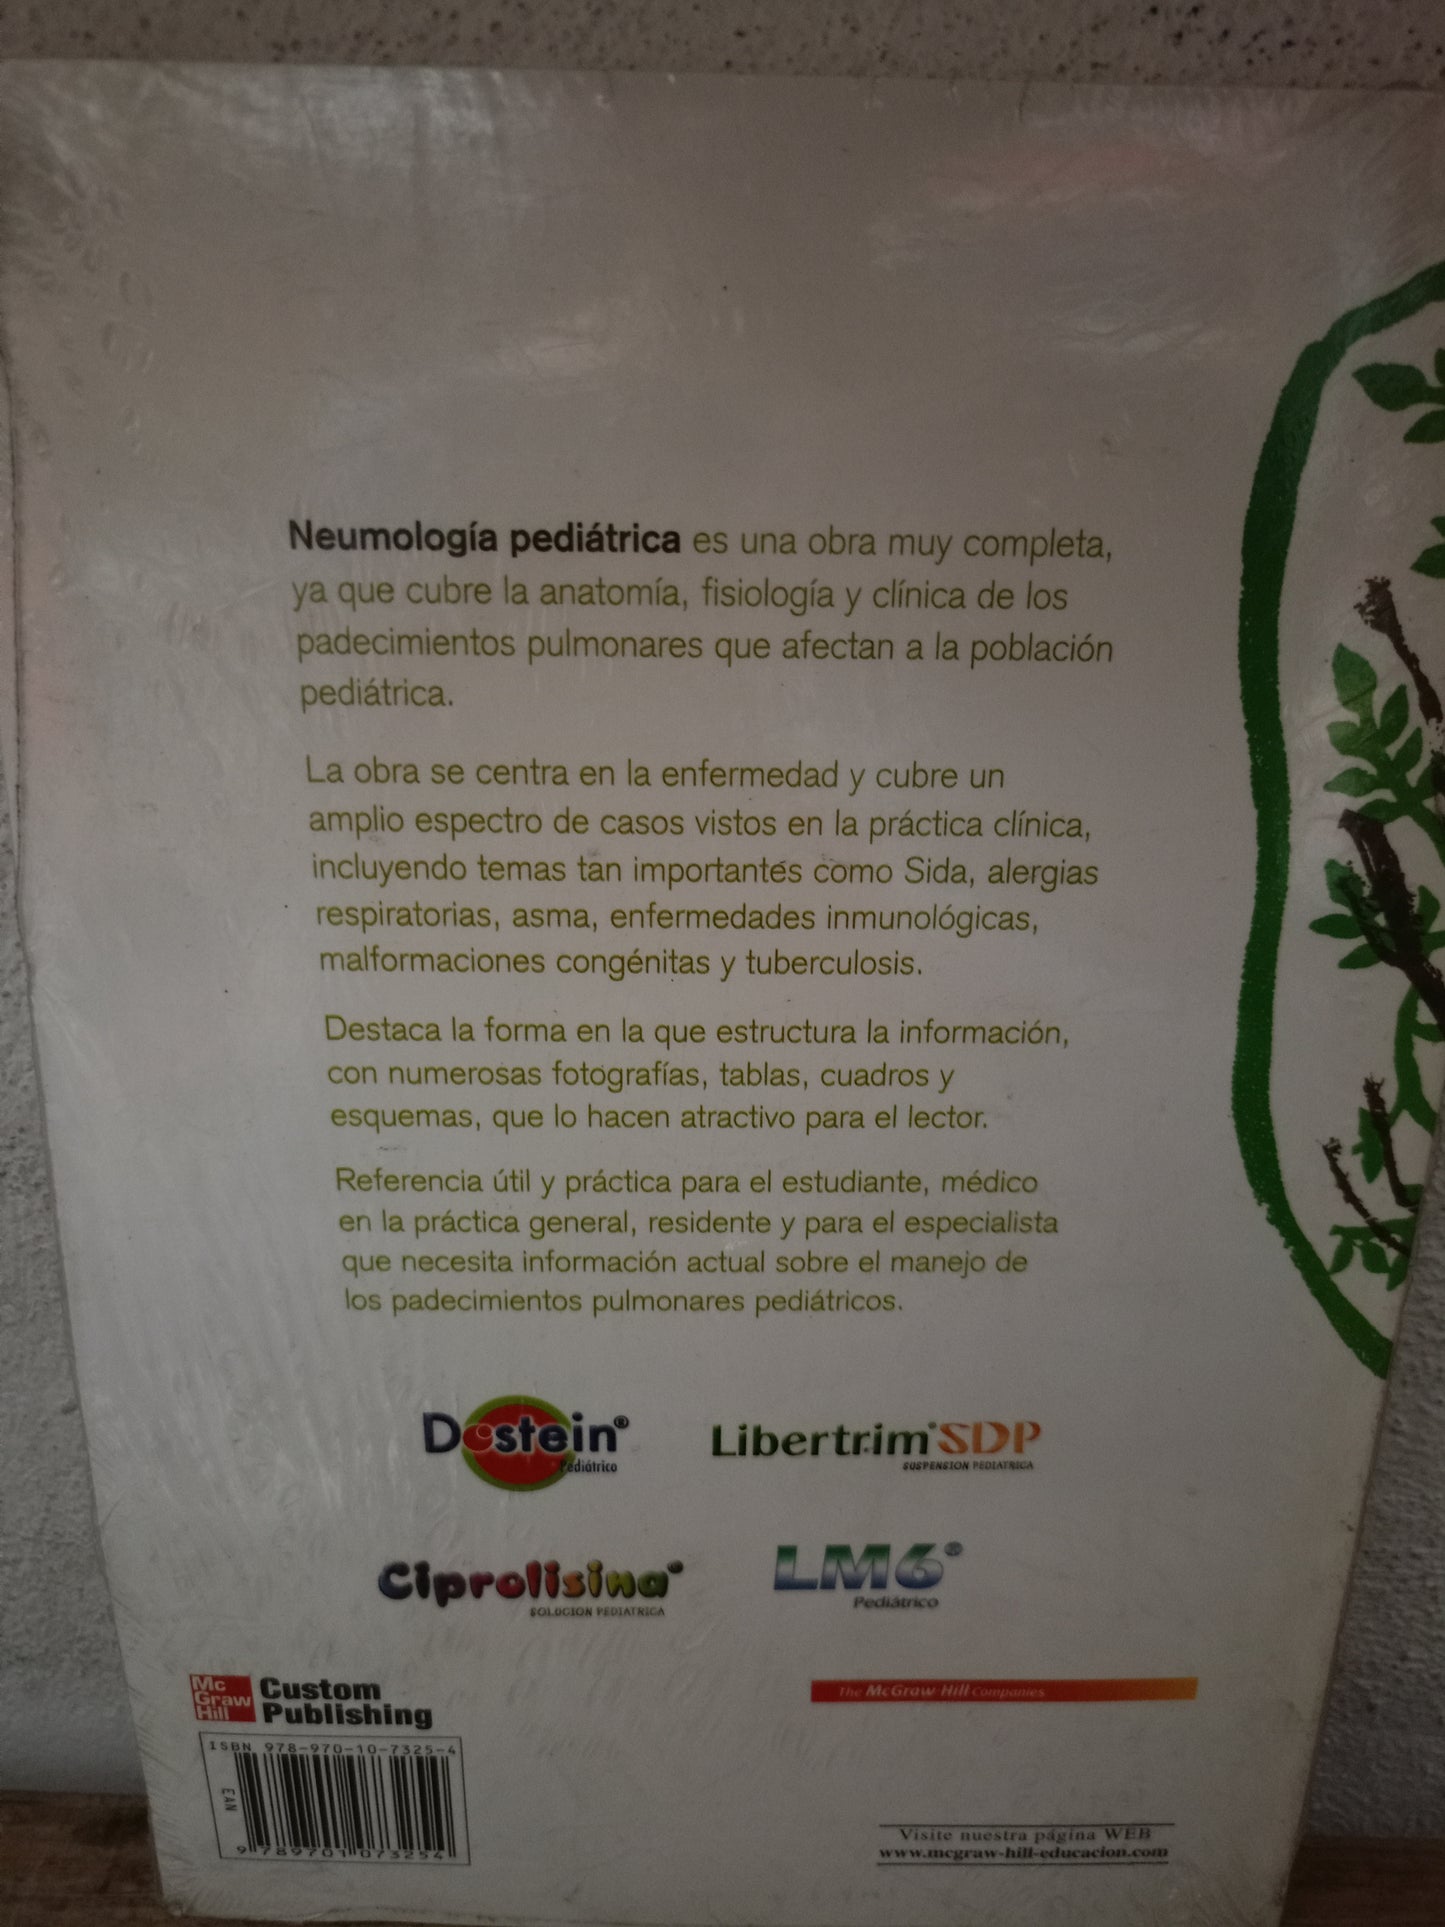 Neumología pediátrica es una obra muy completa,
ya que cubre la anatomía, fisiología y clínica de los
padecimientos pulmonares que afectan a la población
pediátrica.
La obra se centra en la enfermedad y cubre un
amplio espectro de casos vistos en la práctica clínica,
incluyendo temas tan importantes como Sida, alergias
respiratorias, asma, enfermedades inmunológicas,
malformaciones congénitas y tuberculosis.
Destaca la forma en la que estructura la información,
con numerosas fotografías, tablas, cuadros y
esquemas, que lo hacen atractivo para el lector.
Referencia útil y práctica para el estudiante, médico
en la práctica general, residente y para el especialista
que necesita información actual sobre el manejo de
los padecimientos pulmonares pediátricos.
Dostein®
Pediátrico
Libertrim® SDP
SUSPENSION PEDIATRICA
Ciprolisina®
SOLUCION PEDIATRICA
LM6®
Pediátrico
Mc
Graw
Hill
Custom
Publishing
The McGraw-Hill Companies
ISBN 978-970-10-7325-4
EAN
9 789701 073254
Visite nuestra página WEB
www.mcgraw-hill-educacion.com